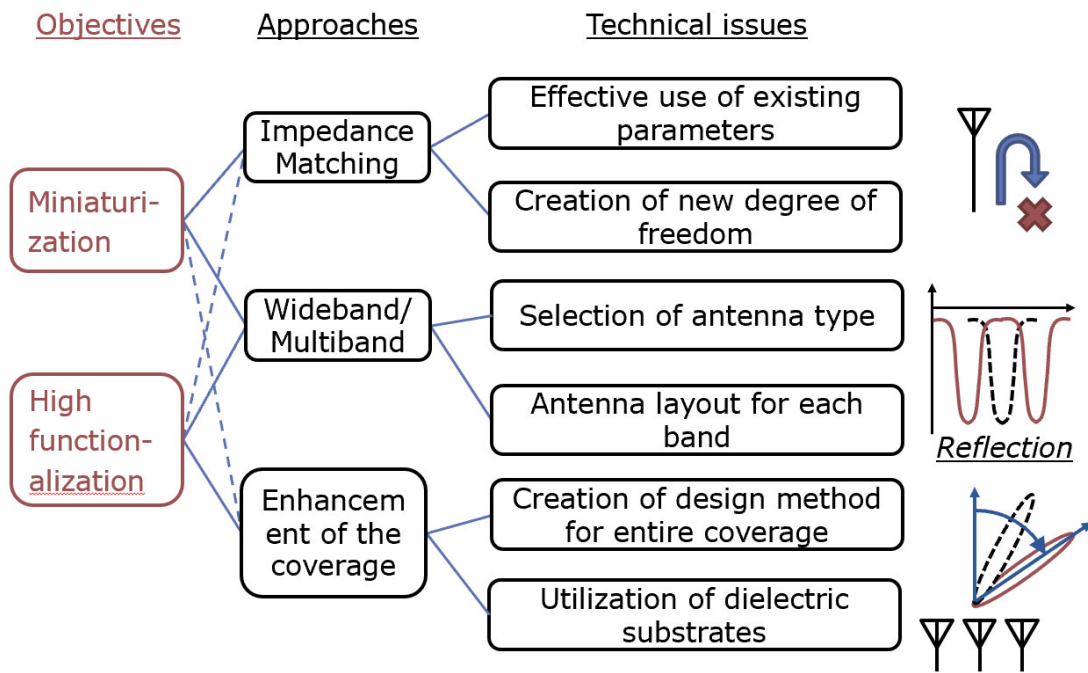 Objectives
Approaches
Technical issues
Miniaturi-
zation
High
function-
alization
Impedance
Matching
Wideband/
Multiband
Enhancem
ent of the
coverage
Effective use of existing
parameters
Creation of new degree of
freedom
Selection of antenna type
Antenna layout for each
band
Creation of design method
for entire coverage
Utilization of dielectric
substrates
Reflection